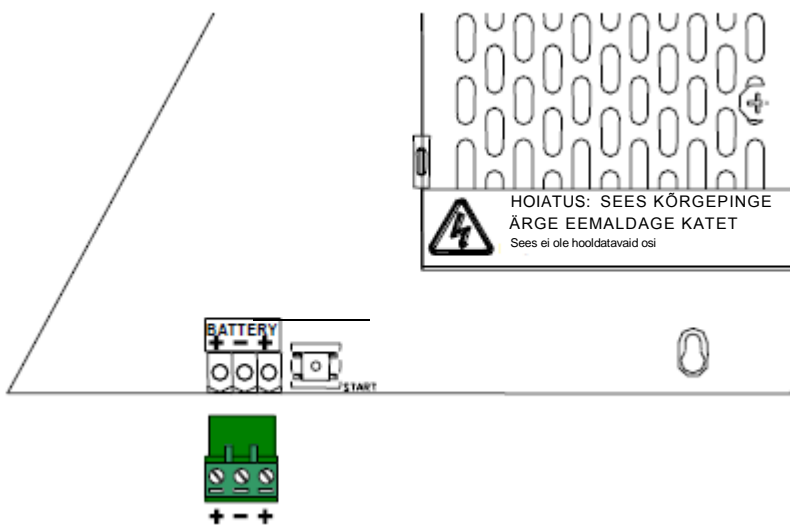 HOIATUS: SEES KÕRGEPINGE
ÄRGE EEMALDAGE KATET
Sees ei ole hooldatavaid osi
BATTERY
+ - +
START
+ - +